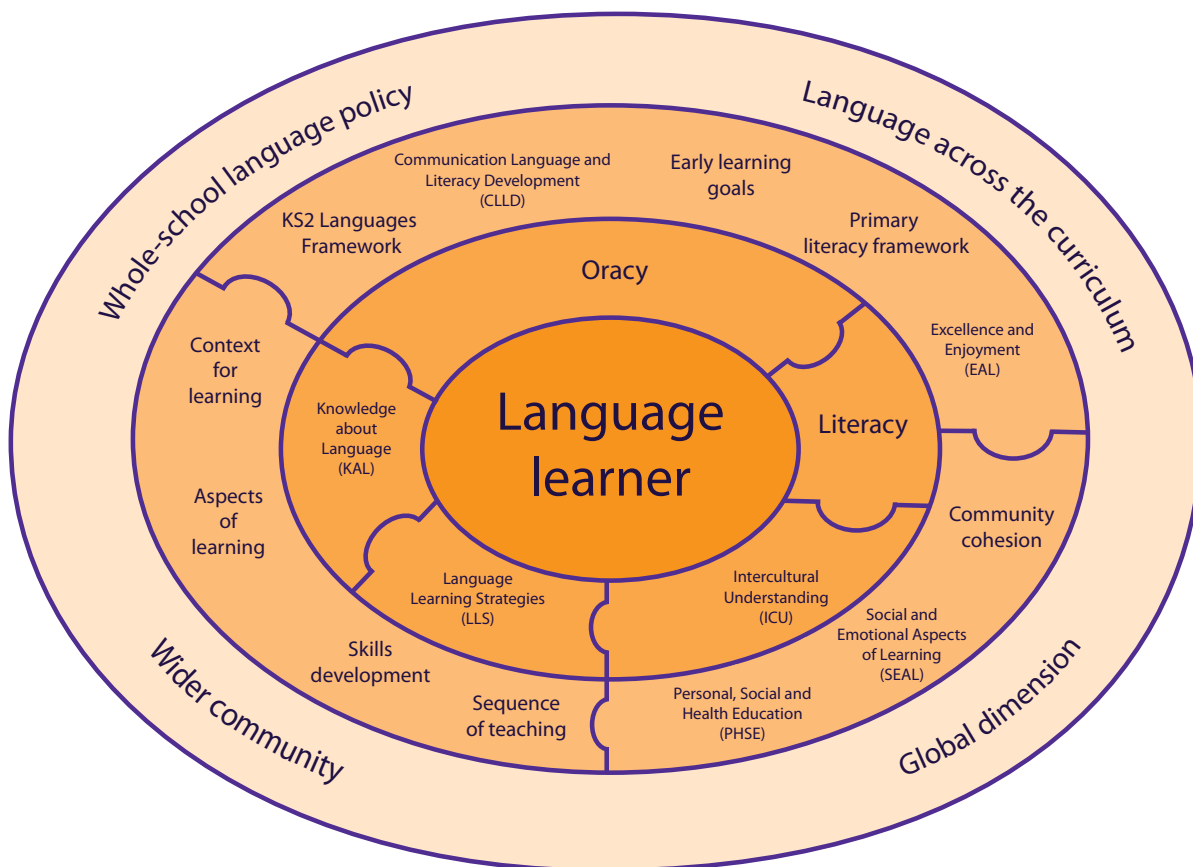 Whole-school language policy
Language across the curriculum
Communication Language and
Literacy Development
(CLLD)
Early learning
goals
KS2 Languages
Framework
Primary
literacy framework
Oracy
Excellence and
Enjoyment
(EAL)
Context
for
learning
Knowledge
about
Language
(KAL)
Language
learner
Literacy
Aspects
of
learning
Community
cohesion
Language
Learning Strategies
(LLS)
Intercultural
Understanding
(ICU)
Social and
Emotional Aspects
of Learning
(SEAL)
Skills
development
Sequence
of teaching
Personal, Social and
Health Education
(PHSE)
Wider community
Global dimension